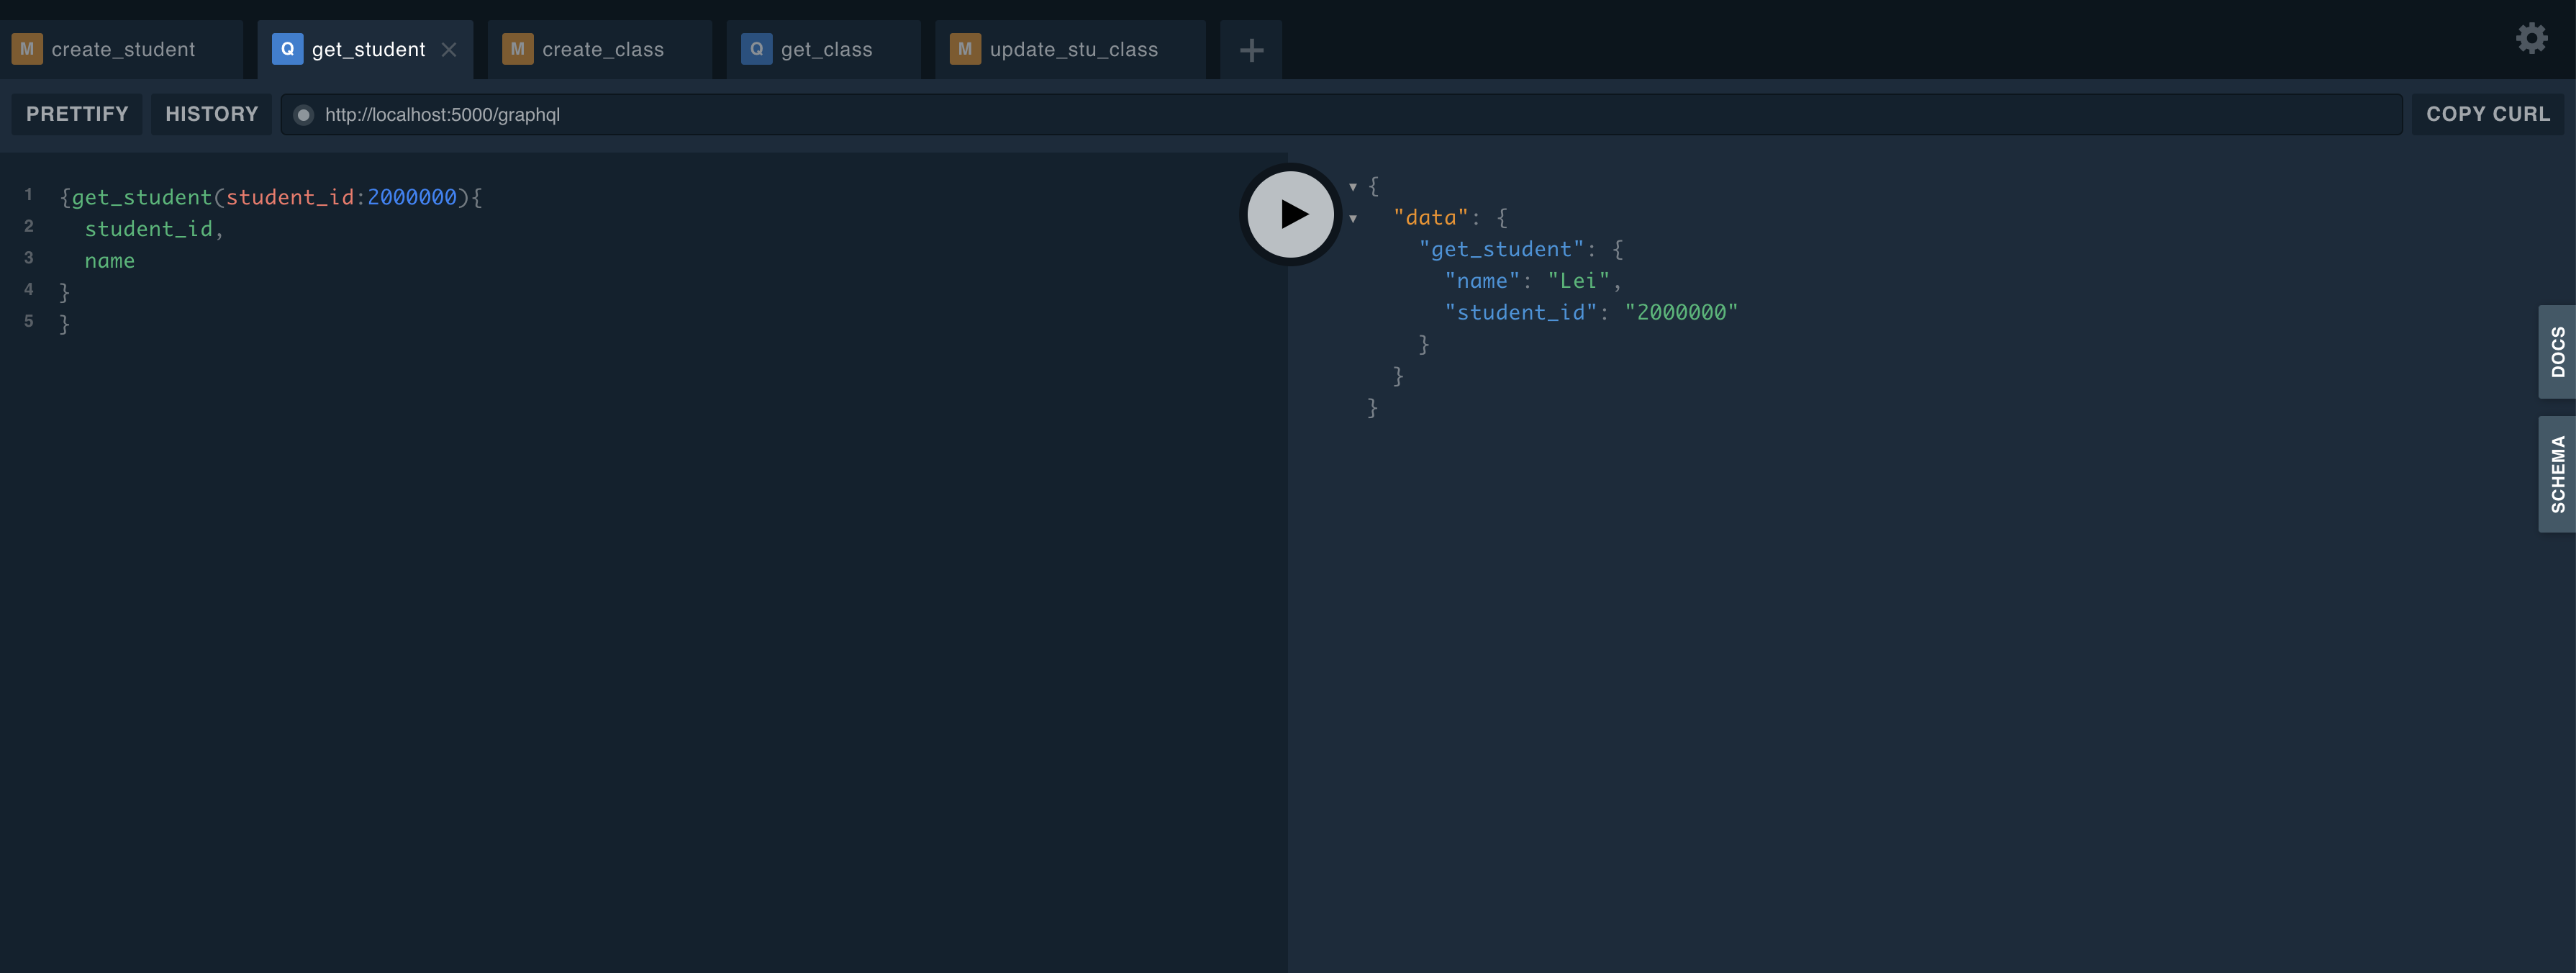 M create_student Q get_student M create_class Q get_class M update_stu_class
PRETTIFY HISTORY http://localhost:5000/graphql COPY CURL
1 {get_student(student_id:2000000){
2 student_id,
3 name
4 }
5 }
{
"data": {
"get_student": {
"name": "Lei",
"student_id": "2000000"
}
}
}
DOCS
SCHEMA